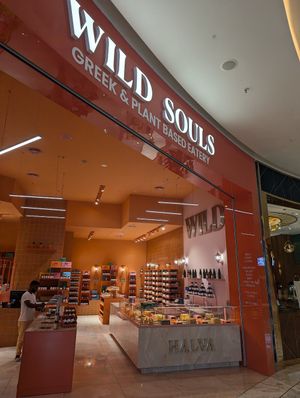 WILD SOULS
GREEK & PLANT BASED EATERY
WILD
HALVA